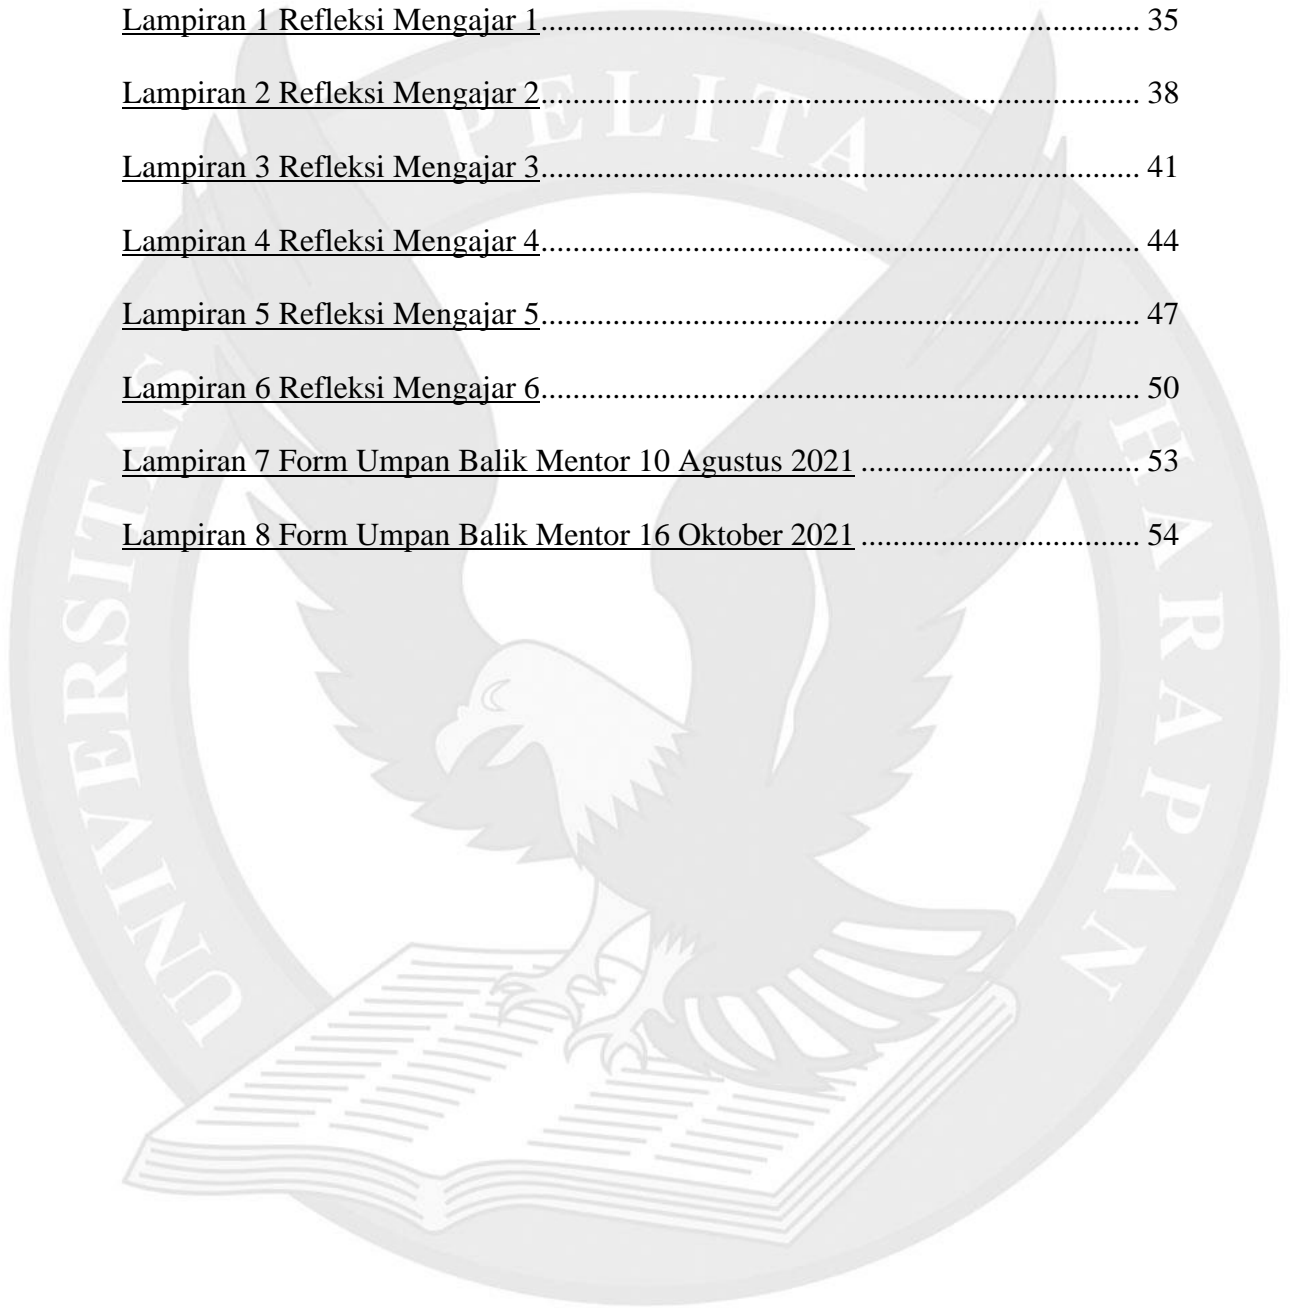 Lampiran 1 Refleksi Mengajar 1.......................................................................................... 35
Lampiran 2 Refleksi Mengajar 2.......................................................................................... 38
Lampiran 3 Refleksi Mengajar 3.......................................................................................... 41
Lampiran 4 Refleksi Mengajar 4.......................................................................................... 44
Lampiran 5 Refleksi Mengajar 5.......................................................................................... 47
Lampiran 6 Refleksi Mengajar 6.......................................................................................... 50
Lampiran 7 Form Umpan Balik Mentor 10 Agustus 2021 .......................................... 53
Lampiran 8 Form Umpan Balik Mentor 16 Oktober 2021 .......................................... 54
UNIVERSITAS PELITA HARAPAN